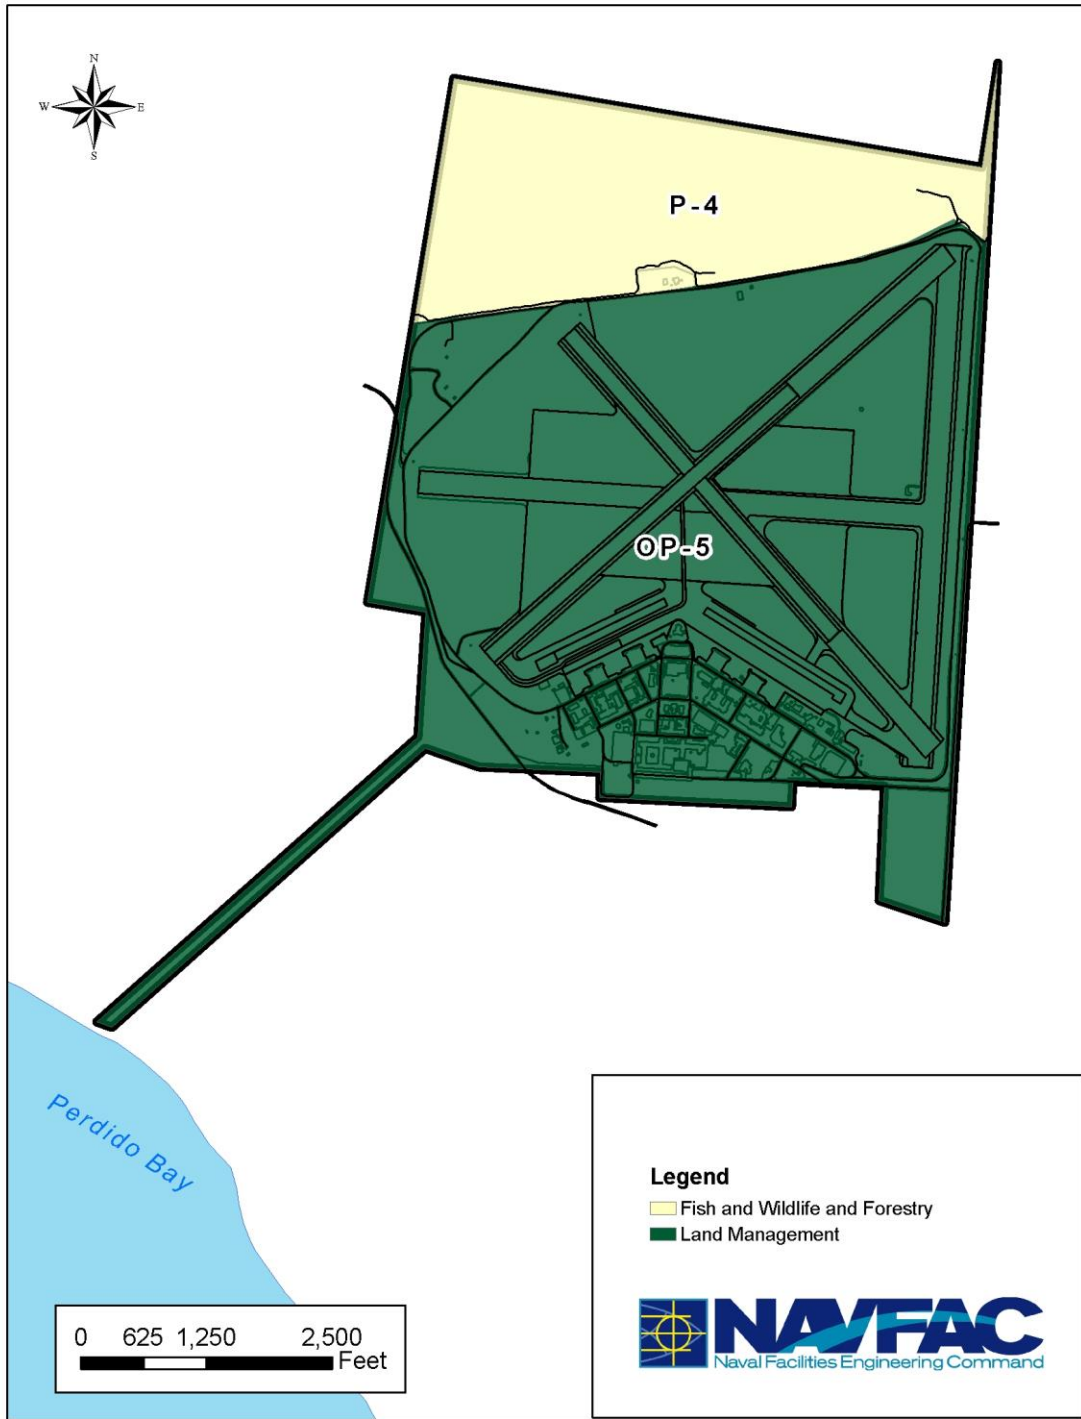 N
W E
S
P-4
OP-5
Perdido Bay
Legend
Fish and Wildlife and Forestry
Land Management
0 625 1,250 2,500
Feet
NAVFAC
Naval Facilities Engineering Command